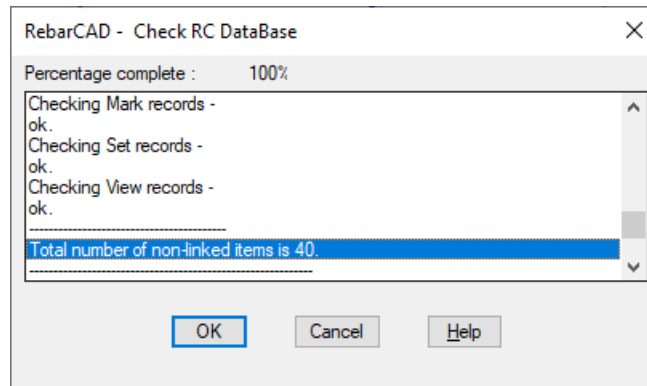 RebarCAD - Check RC DataBase
Percentage complete : 100%
Checking Mark records -
ok.
Checking Set records -
ok.
Checking View records -
ok.
----------------------------------------
Total number of non-linked items is 40.
----------------------------------------------------------
OK Cancel Help